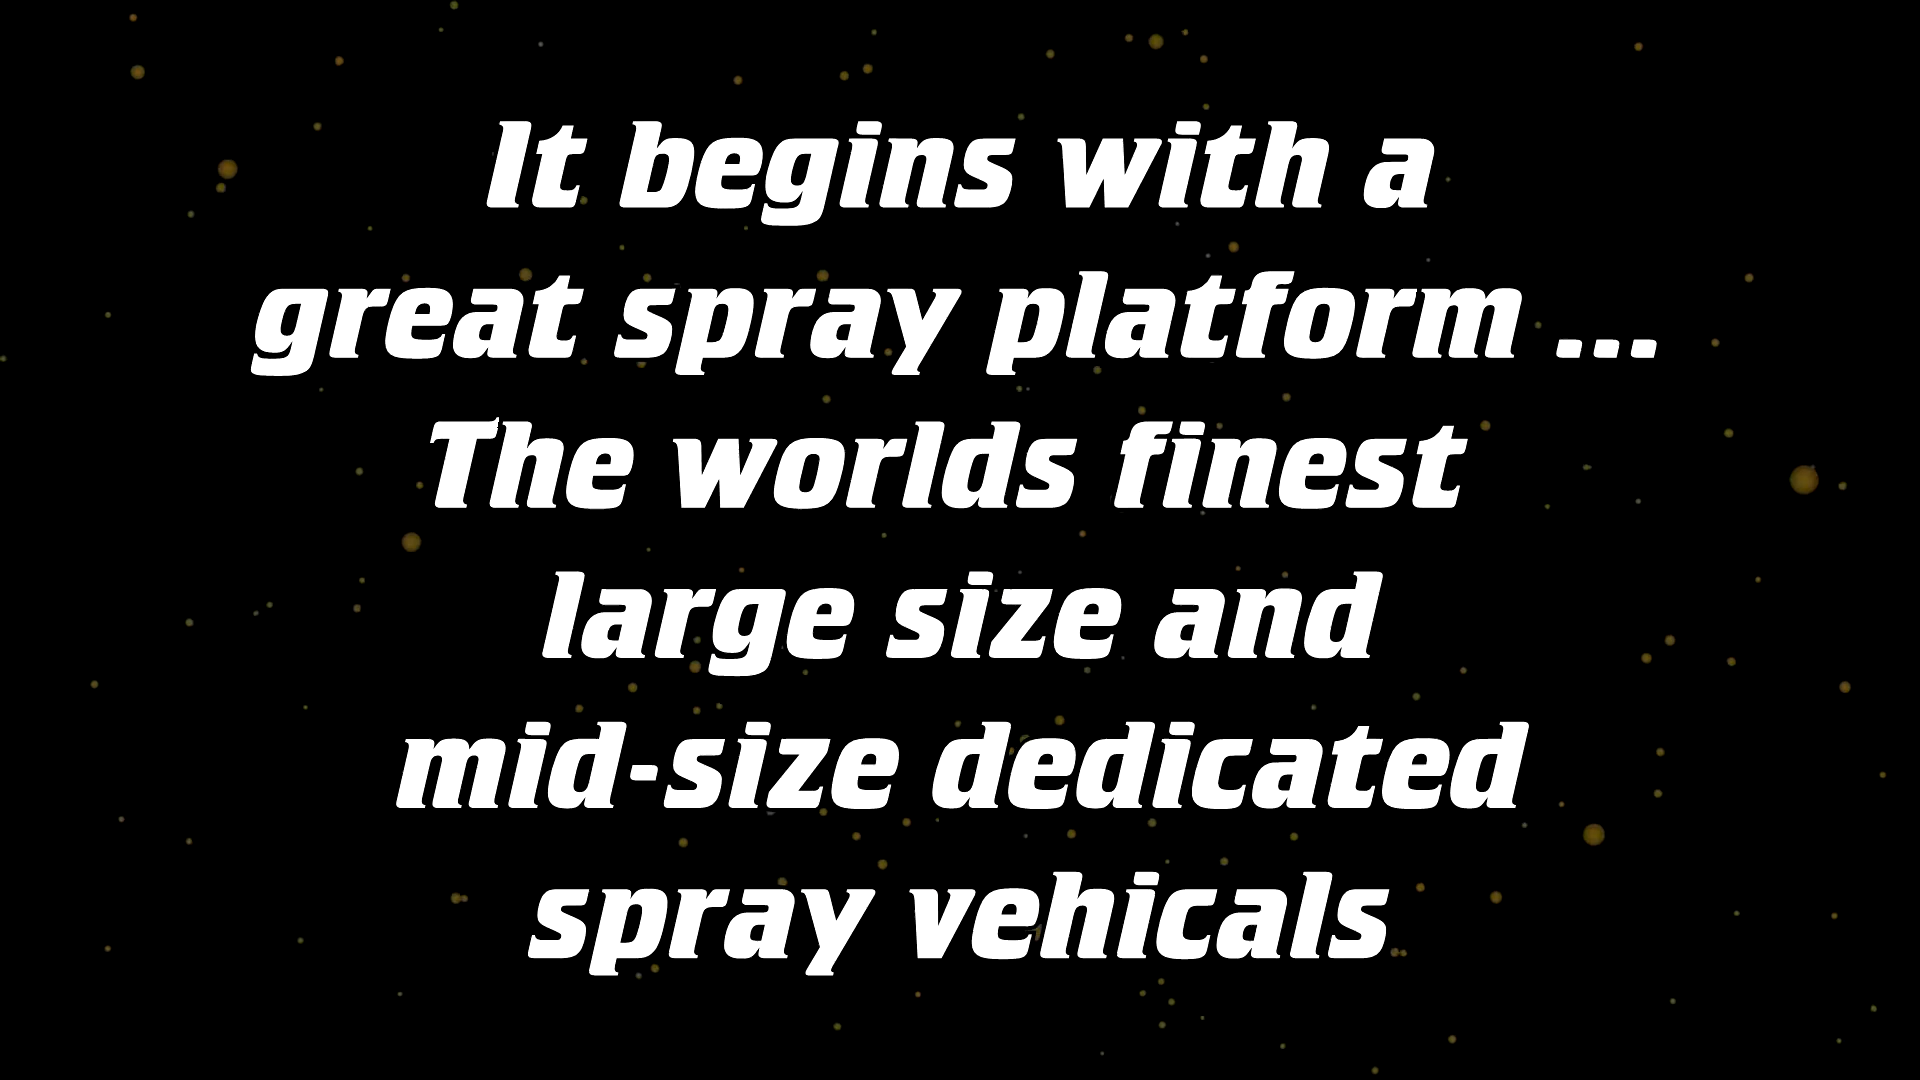 It begins with a
great spray platform ...
The worlds finest
large size and
mid-size dedicated
spray vehicals